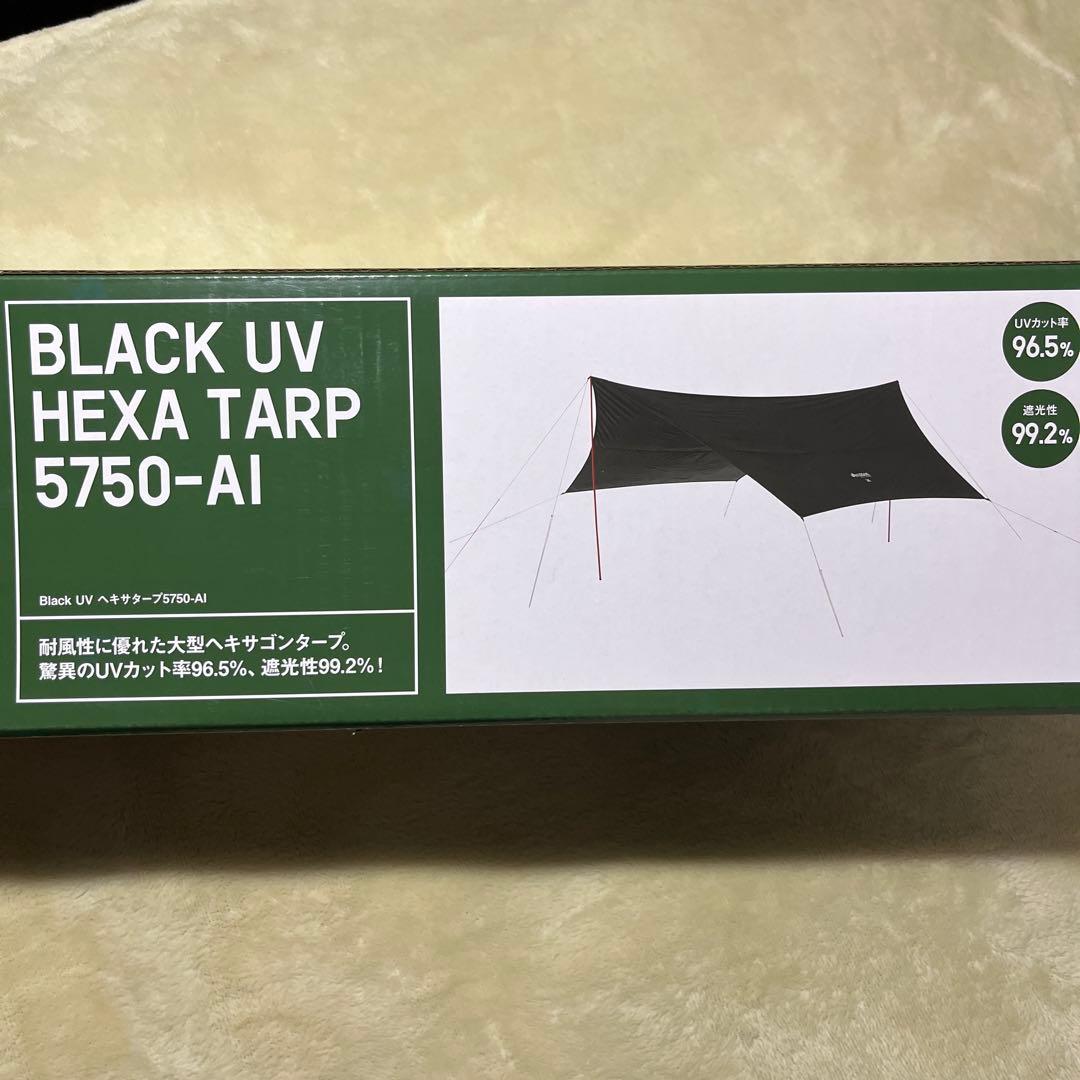 BLACK UV
HEXA TARP
5750-AI
Black UV ヘキサタープ5750-AI
耐風性に優れた大型ヘキサゴンタープ。
驚異のUVカット率96.5%、遮光性99.2%!
UVカット率
96.5%
遮光性
99.2%